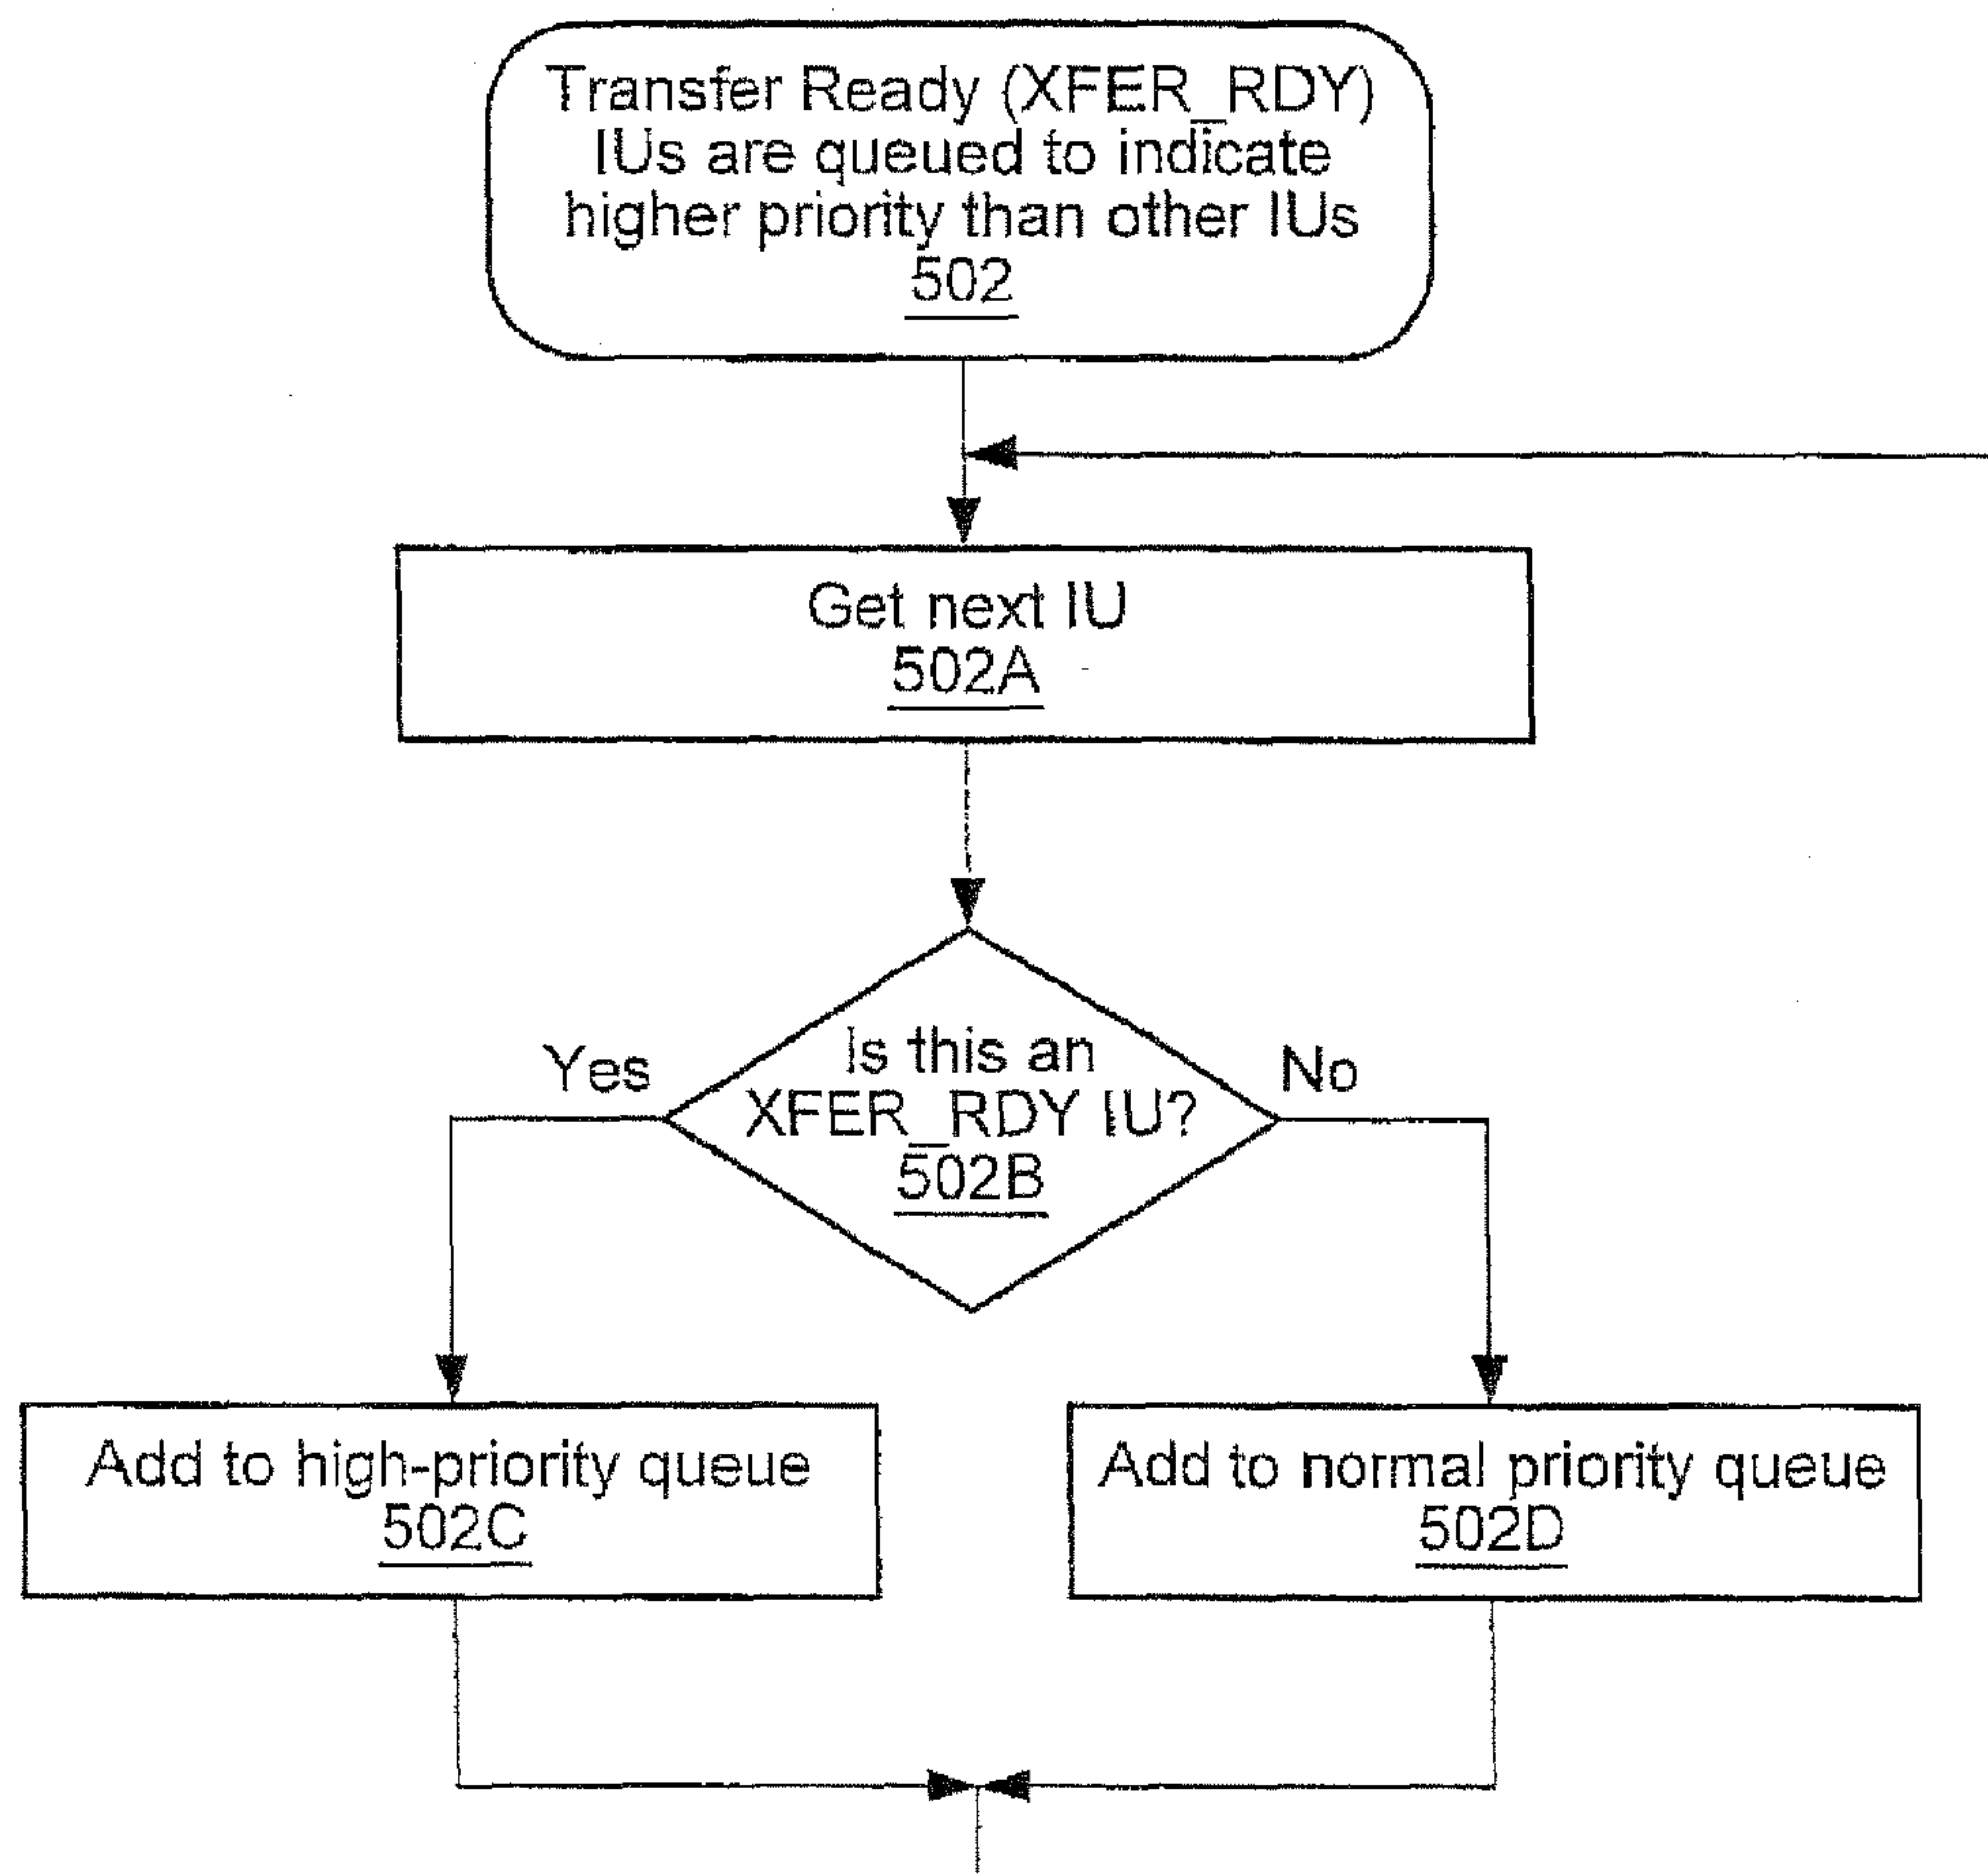 Transfer Ready (XFER_RDY)
IUs are queued to indicate
higher priority than other IUs
502
Get next IU
502A
Is this an
XFER_RDY IU?
502B
Yes
No
Add to high-priority queue
502C
Add to normal priority queue
502D